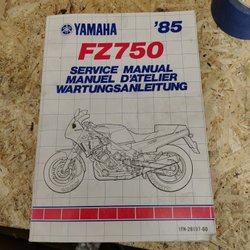 YAMAHA '85
FZ750
SERVICE MANUAL
MANUEL D'ATELIER
WARTUNGSANLEITUNG